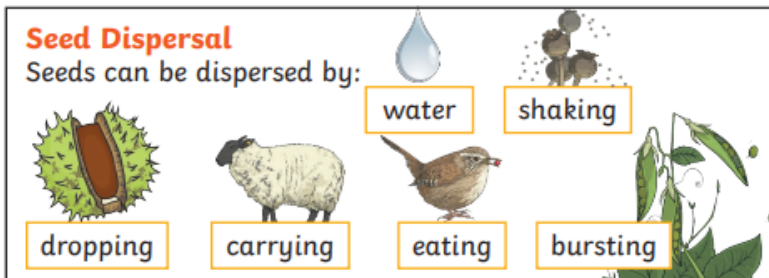 Seed Dispersal
Seeds can be dispersed by:
water
shaking
dropping
carrying
eating
bursting